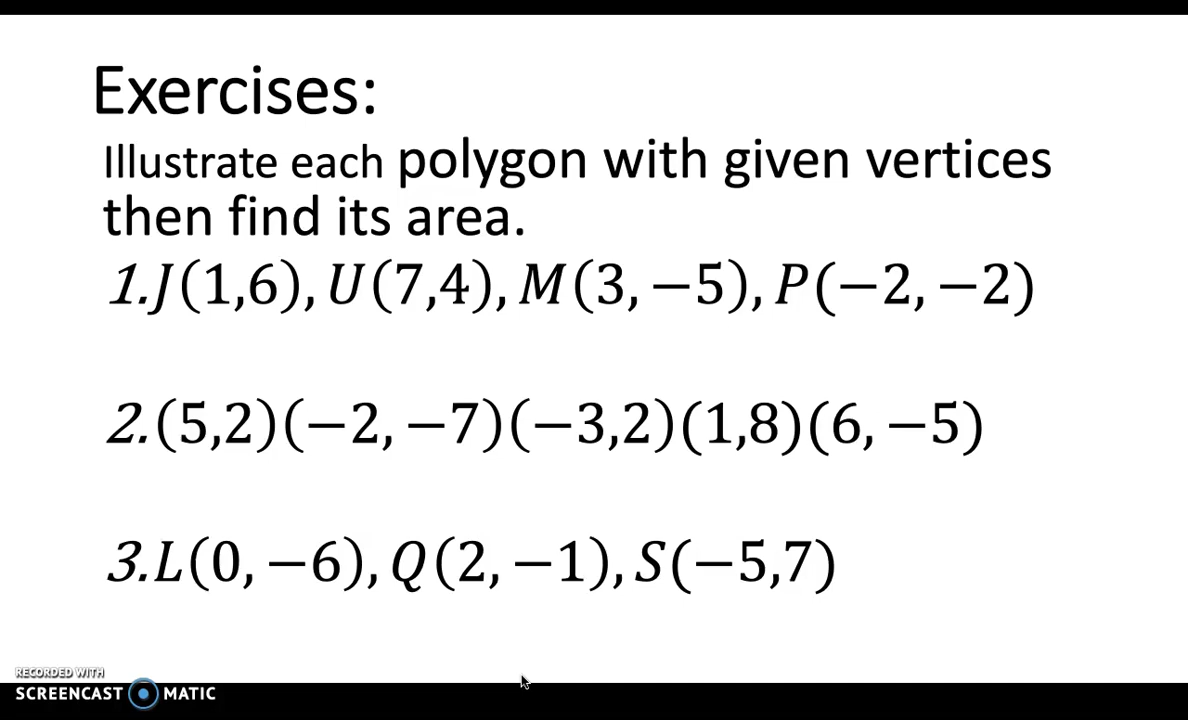 Exercises:
Illustrate each polygon with given vertices
then find its area.
1.J(1,6), U(7,4), M(3, −5), P(−2, −2)
2.(5,2)(−2, −7)(−3,2)(1,8)(6, −5)
3.L(0, −6), Q(2, −1), S(−5,7)
RECORDED WITH
SCREENCAST MATIC